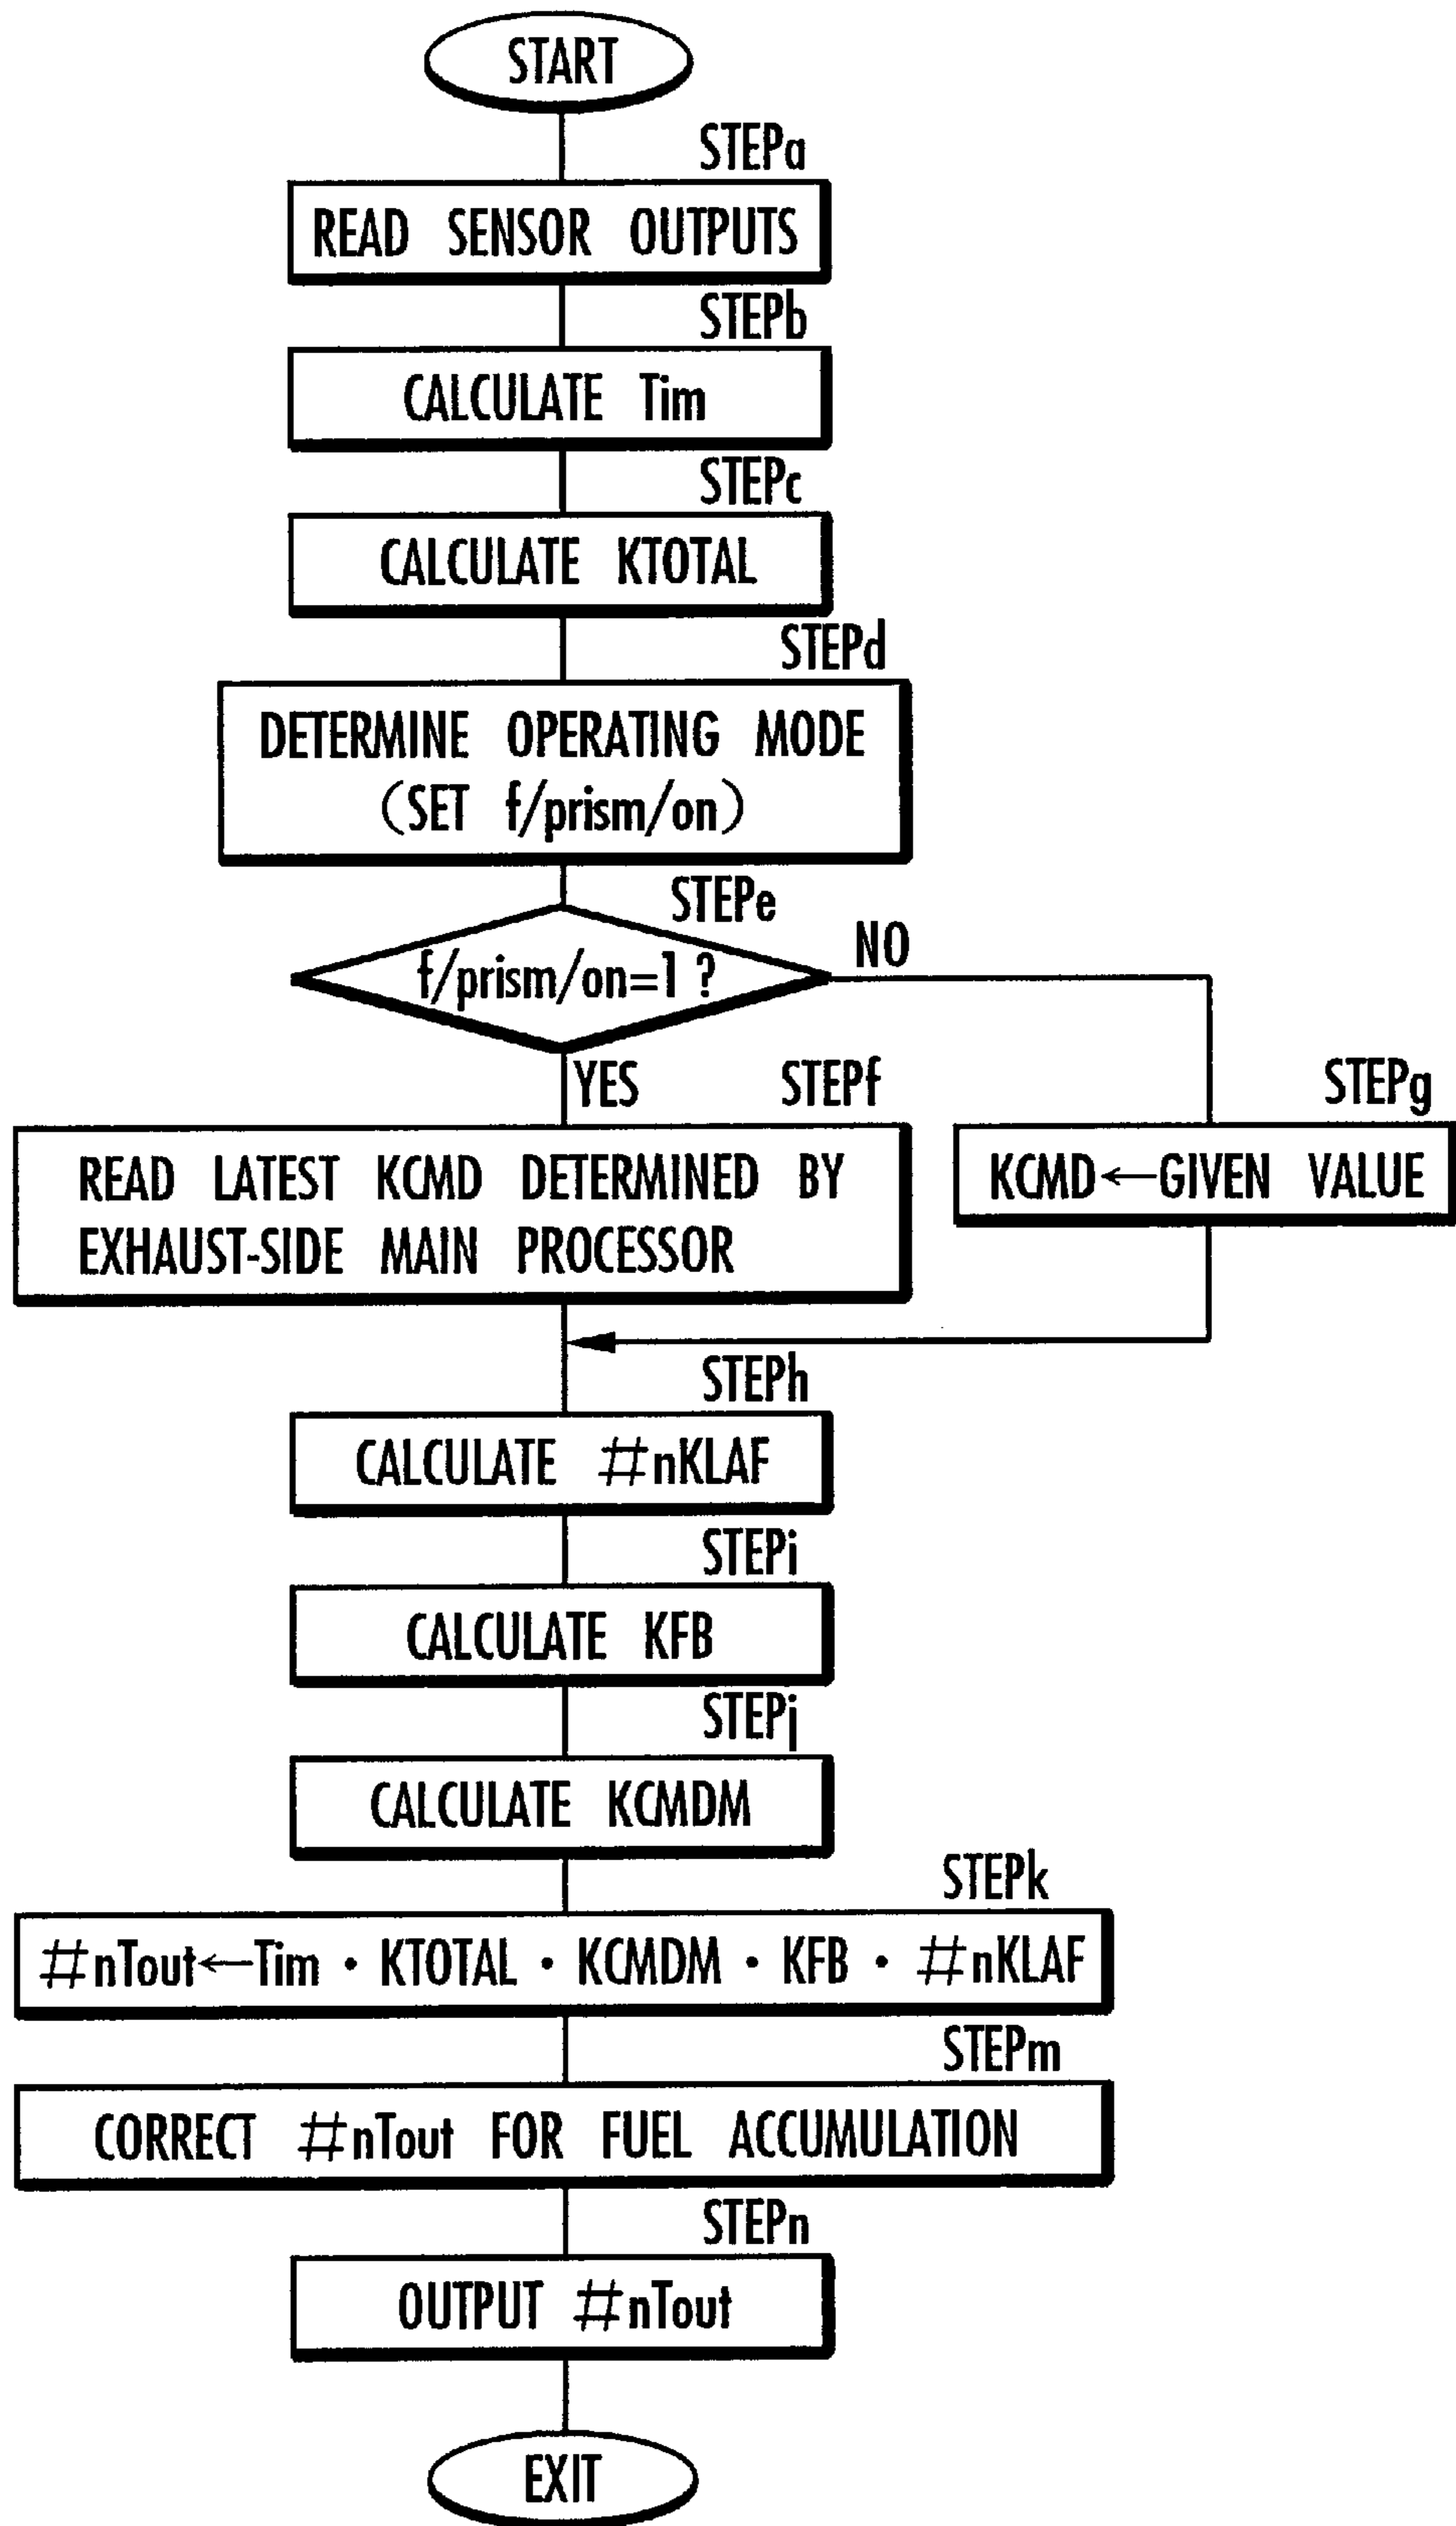 START
STEPa
READ SENSOR OUTPUTS
STEPb
CALCULATE Tim
STEPc
CALCULATE KTOTAL
STEPd
DETERMINE OPERATING MODE
(SET f/prism/on)
STEPe
f/prism/on=1 ?
NO
YES
STEPf
READ LATEST KCMD DETERMINED BY
EXHAUST-SIDE MAIN PROCESSOR
STEPg
KCMD←GIVEN VALUE
STEPh
CALCULATE #nKLAF
STEPi
CALCULATE KFB
STEPj
CALCULATE KCMDM
STEPk
#nTout←Tim · KTOTAL · KCMDM · KFB · #nKLAF
STEPm
CORRECT #nTout FOR FUEL ACCUMULATION
STEPn
OUTPUT #nTout
EXIT